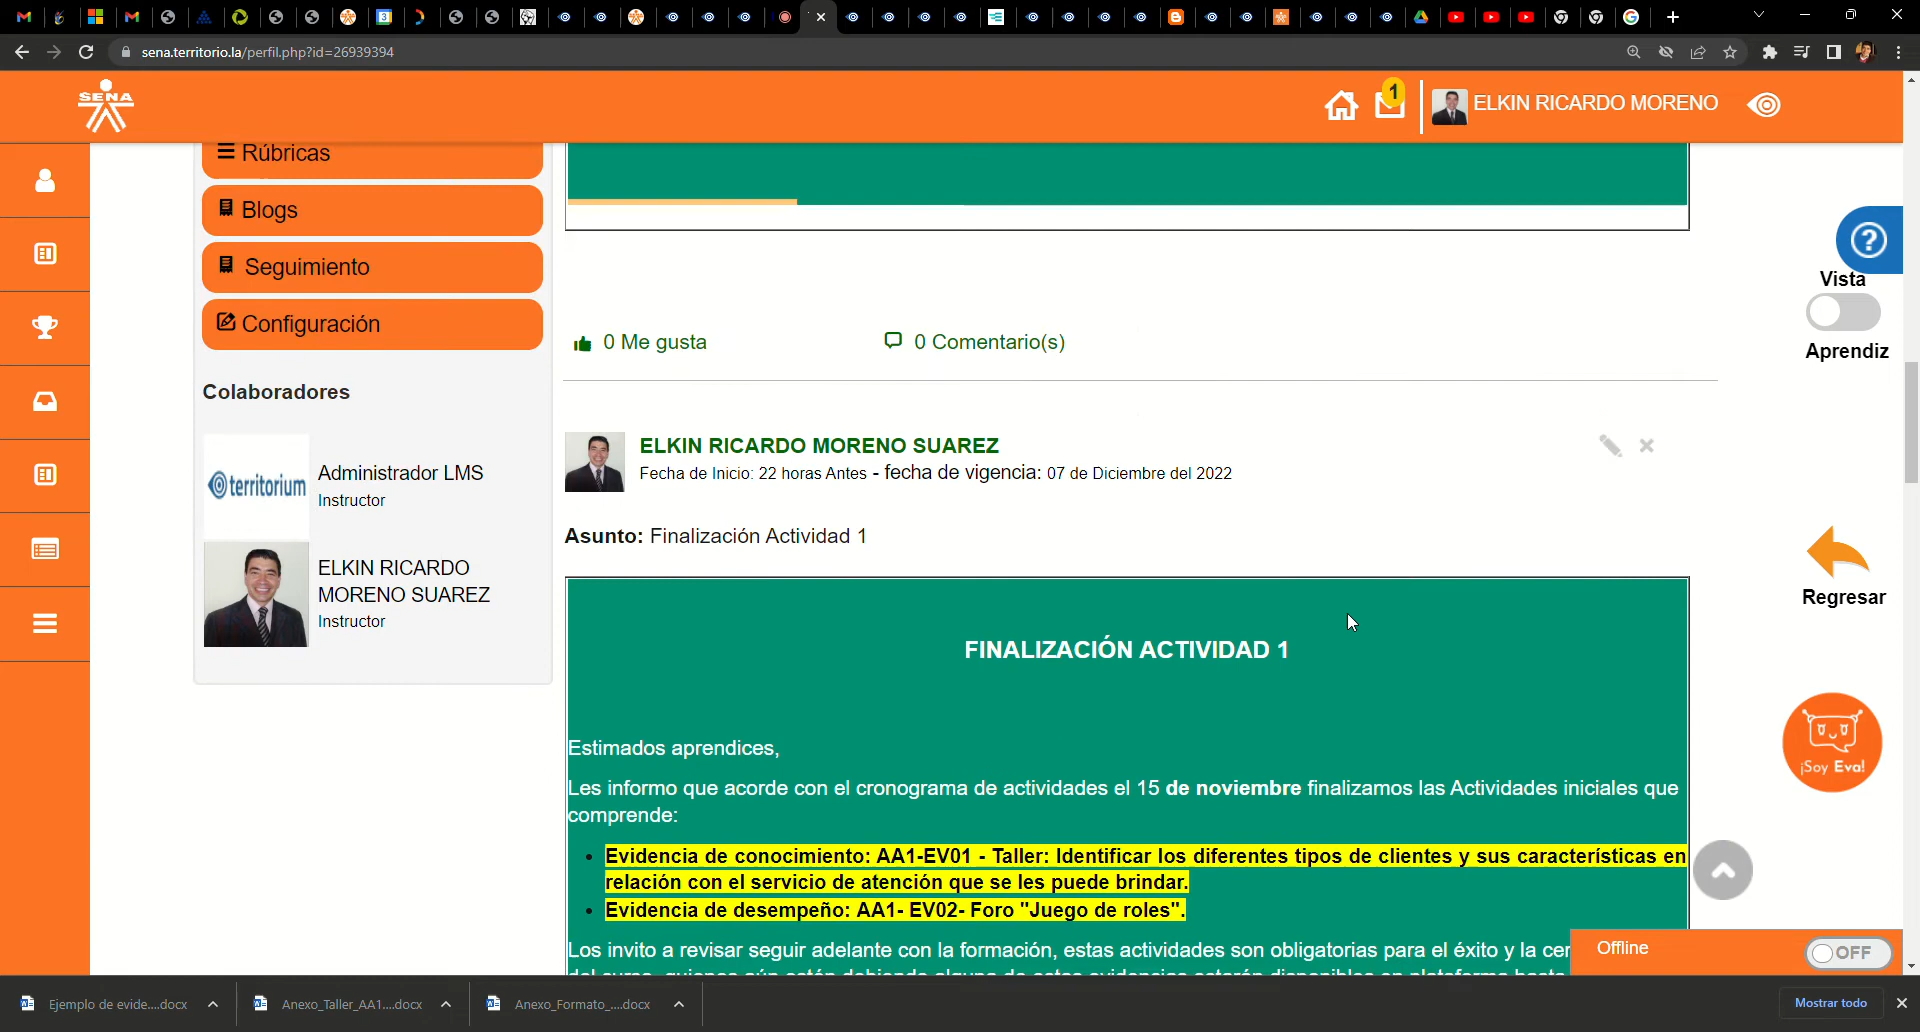 sena.territorio.la/perfil.php?id=26939394
SENA
1
ELKIN RICARDO MORENO
Rúbricas
Blogs
Seguimiento
Configuración
Colaboradores
territorium
Administrador LMS
Instructor
ELKIN RICARDO
MORENO SUAREZ
Instructor
0 Me gusta
0 Comentario(s)
ELKIN RICARDO MORENO SUAREZ
Fecha de Inicio: 22 horas Antes - fecha de vigencia: 07 de Diciembre del 2022
Asunto: Finalización Actividad 1
FINALIZACIÓN ACTIVIDAD 1
Estimados aprendices,
Les informo que acorde con el cronograma de actividades el 15 de noviembre finalizamos las Actividades iniciales que
comprende:
Evidencia de conocimiento: AA1-EV01 - Taller: Identificar los diferentes tipos de clientes y sus características en
relación con el servicio de atención que se les puede brindar.
Evidencia de desempeño: AA1- EV02- Foro "Juego de roles".
Los invito a revisar seguir adelante con la formación, estas actividades son obligatorias para el éxito y la cer
Vista
Aprendiz
Regresar
¡Soy Eva!
Offline
OFF
Ejemplo de evide....docx
Anexo_Taller_AA1....docx
Anexo_Formato_....docx
Mostrar todo